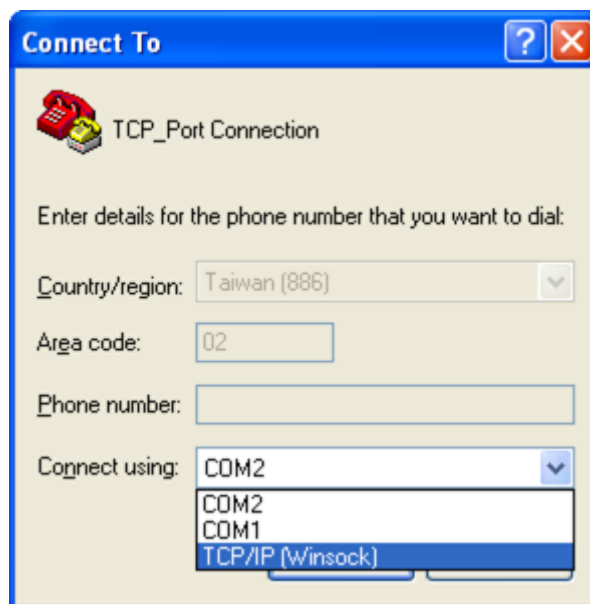 Connect To
TCP_Port Connection
Enter details for the phone number that you want to dial:
Country/region: Taiwan (886)
Area code: 02
Phone number:
Connect using: COM2
COM2
COM1
TCP/IP (Winsock)